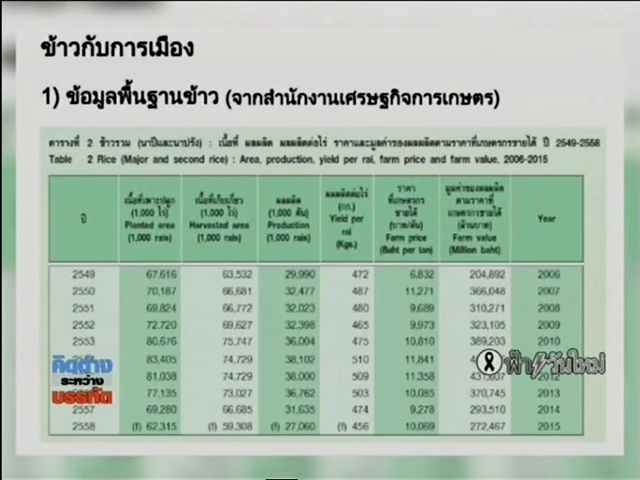 ข้าวกับการเมือง
1) ข้อมูลพื้นฐานข้าว (จากสำนักงานเศรษฐกิจการเกษตร)
ตารางที่ 2 ข้าวรวม (นาปีและนาปรัง) : เนื้อที่ ผลผลิต ผลผลิตต่อไร่ ราคาและมูลค่าของผลผลิตตามราคาที่เกษตรกรขายได้ ปี 2549-2558
Table 2 Rice (Major and second rice) : Area, production, yield per rai, farm price and farm value, 2006-2015
ปี เนื้อที่เพาะปลูก (1,000 ไร่) Planted area (1,000 rais) เนื้อที่เก็บเกี่ยว (1,000 ไร่) Harvested area (1,000 rais) ผลผลิต (1,000 ตัน) Production (1,000 rais) ผลผลิตต่อไร่ (กก.) Yield per rai (Kgs.) ราคาที่เกษตรกรขายได้ (บาท/ตัน) Farm price (Baht per ton) มูลค่าของผลผลิตตามราคาที่เกษตรกรขายได้ (ล้านบาท) Farm value (Million baht) Year
2549 67,616 63,532 29,990 472 6,832 204,892 2006
2550 70,187 66,681 32,477 487 11,271 366,048 2007
2551 69,824 66,772 32,023 480 9,689 310,271 2008
2552 72,720 69,627 32,398 465 9,973 323,105 2009
2553 80,676 75,747 36,004 475 10,810 389,203 2010
83,405 74,729 38,102 510 11,841
81,038 74,729 38,000 509 11,358 2012
77,135 73,027 36,762 503 10,085 370,745 2013
2557 69,280 66,685 31,635 474 9,278 293,510 2014
2558 (f) 62,315 (f) 59,308 (f) 27,060 (f) 456 10,069 272,467 2015
คิดต่าง
ระหว่าง
บรรทัด
ฟ้าวันใหม่